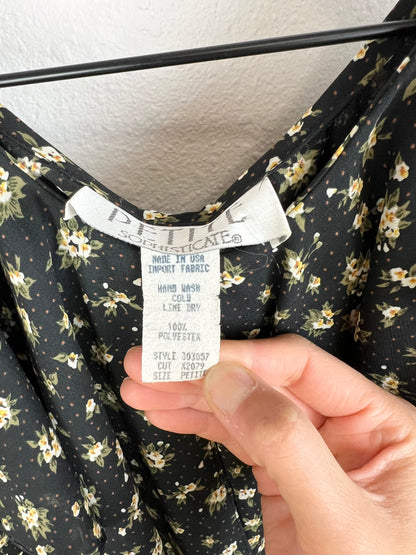 PETITE
SOPHISTICATE®
MADE IN USA
IMPORT FABRIC
HAND WASH
COLD
LINE DRY
100%
POLYESTER
STYLE 303057
CUT X2079
SIZE PETITE